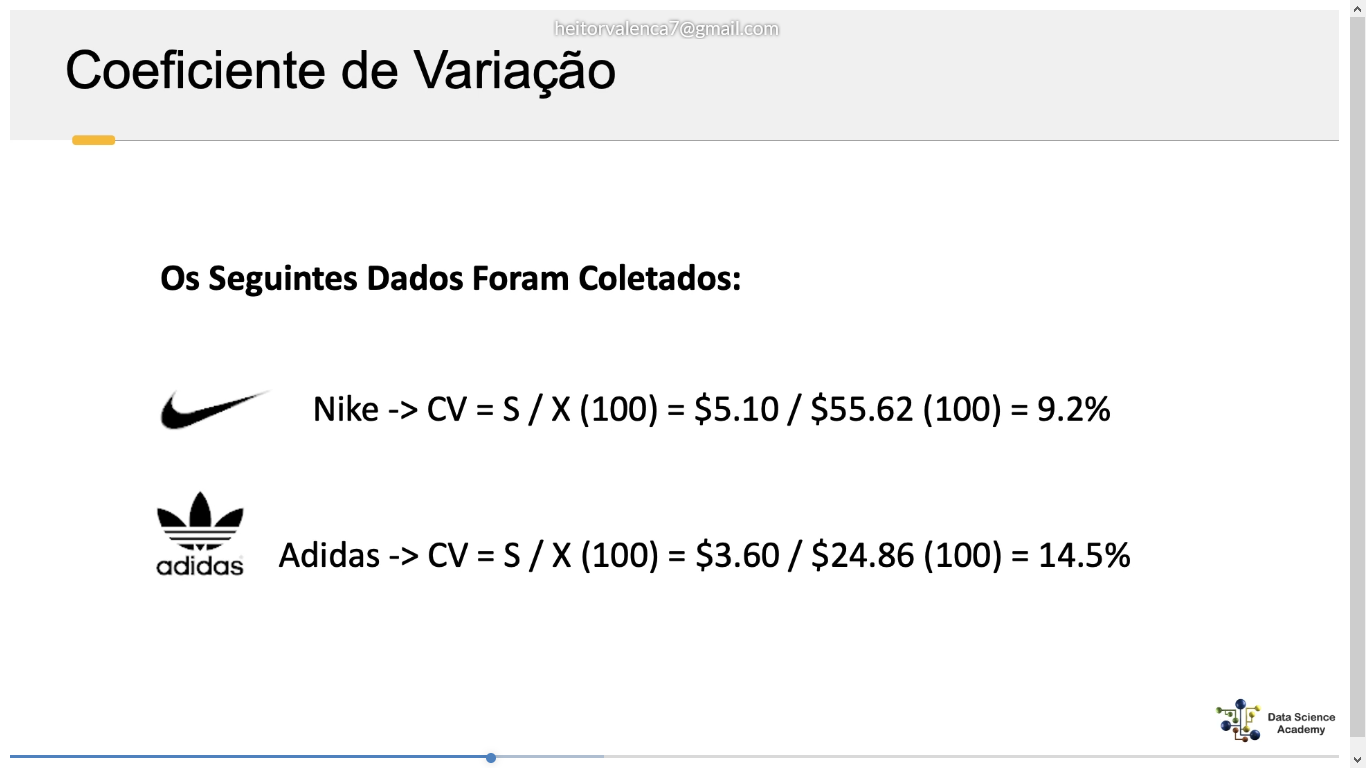 heitorvalenca7@gmail.com
Coeficiente de Variação
Os Seguintes Dados Foram Coletados:
Nike -> CV = S / X (100) = $5.10 / $55.62 (100) = 9.2%
adidas
Adidas -> CV = S / X (100) = $3.60 / $24.86 (100) = 14.5%
Data Science
Academy